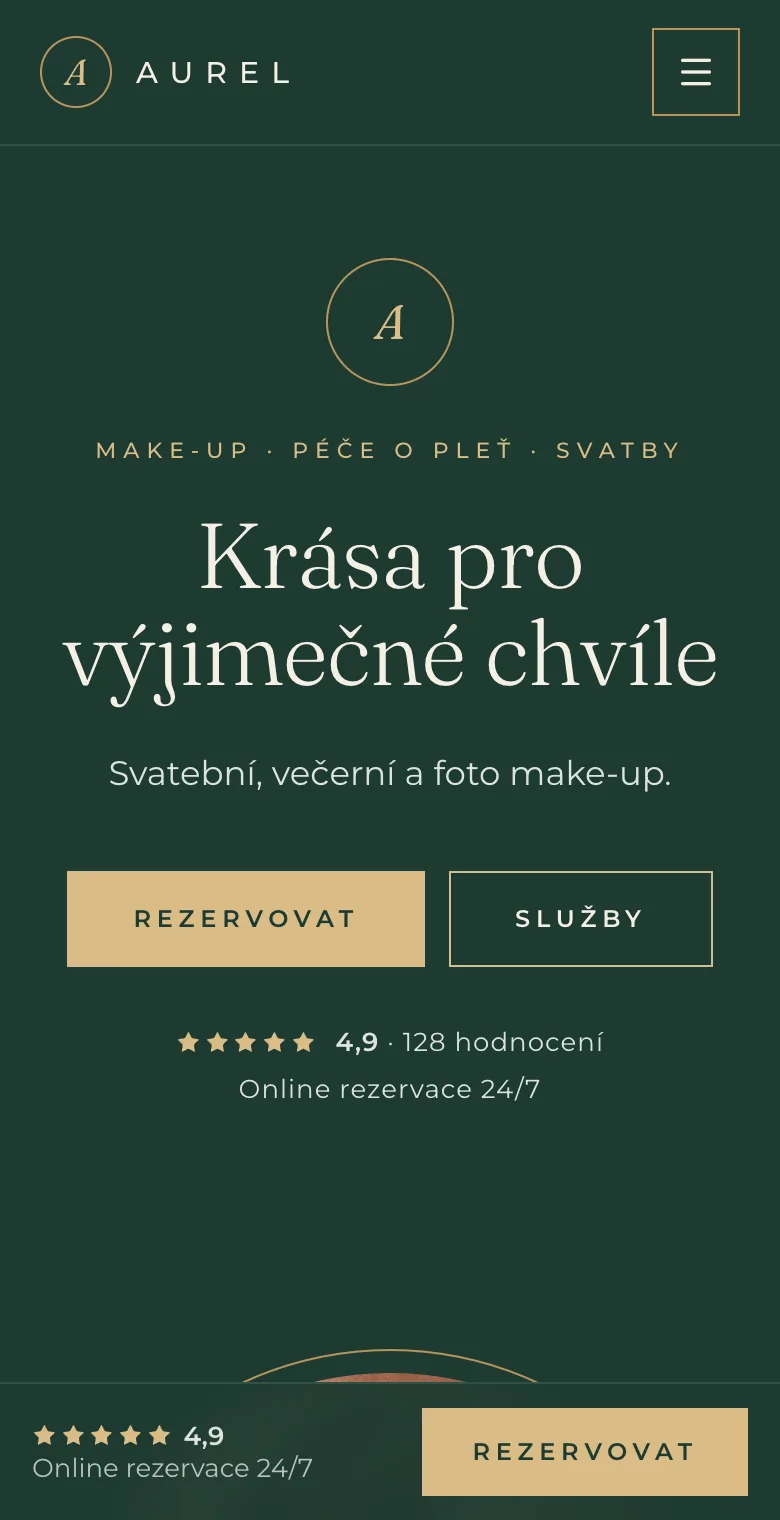 A AUREL
A
MAKE-UP · PÉČE O PLEŤ · SVATBY
Krása pro
výjimečné chvíle
Svatební, večerní a foto make-up.
REZERVOVAT SLUŽBY
4,9 · 128 hodnocení
Online rezervace 24/7
4,9
Online rezervace 24/7
REZERVOVAT